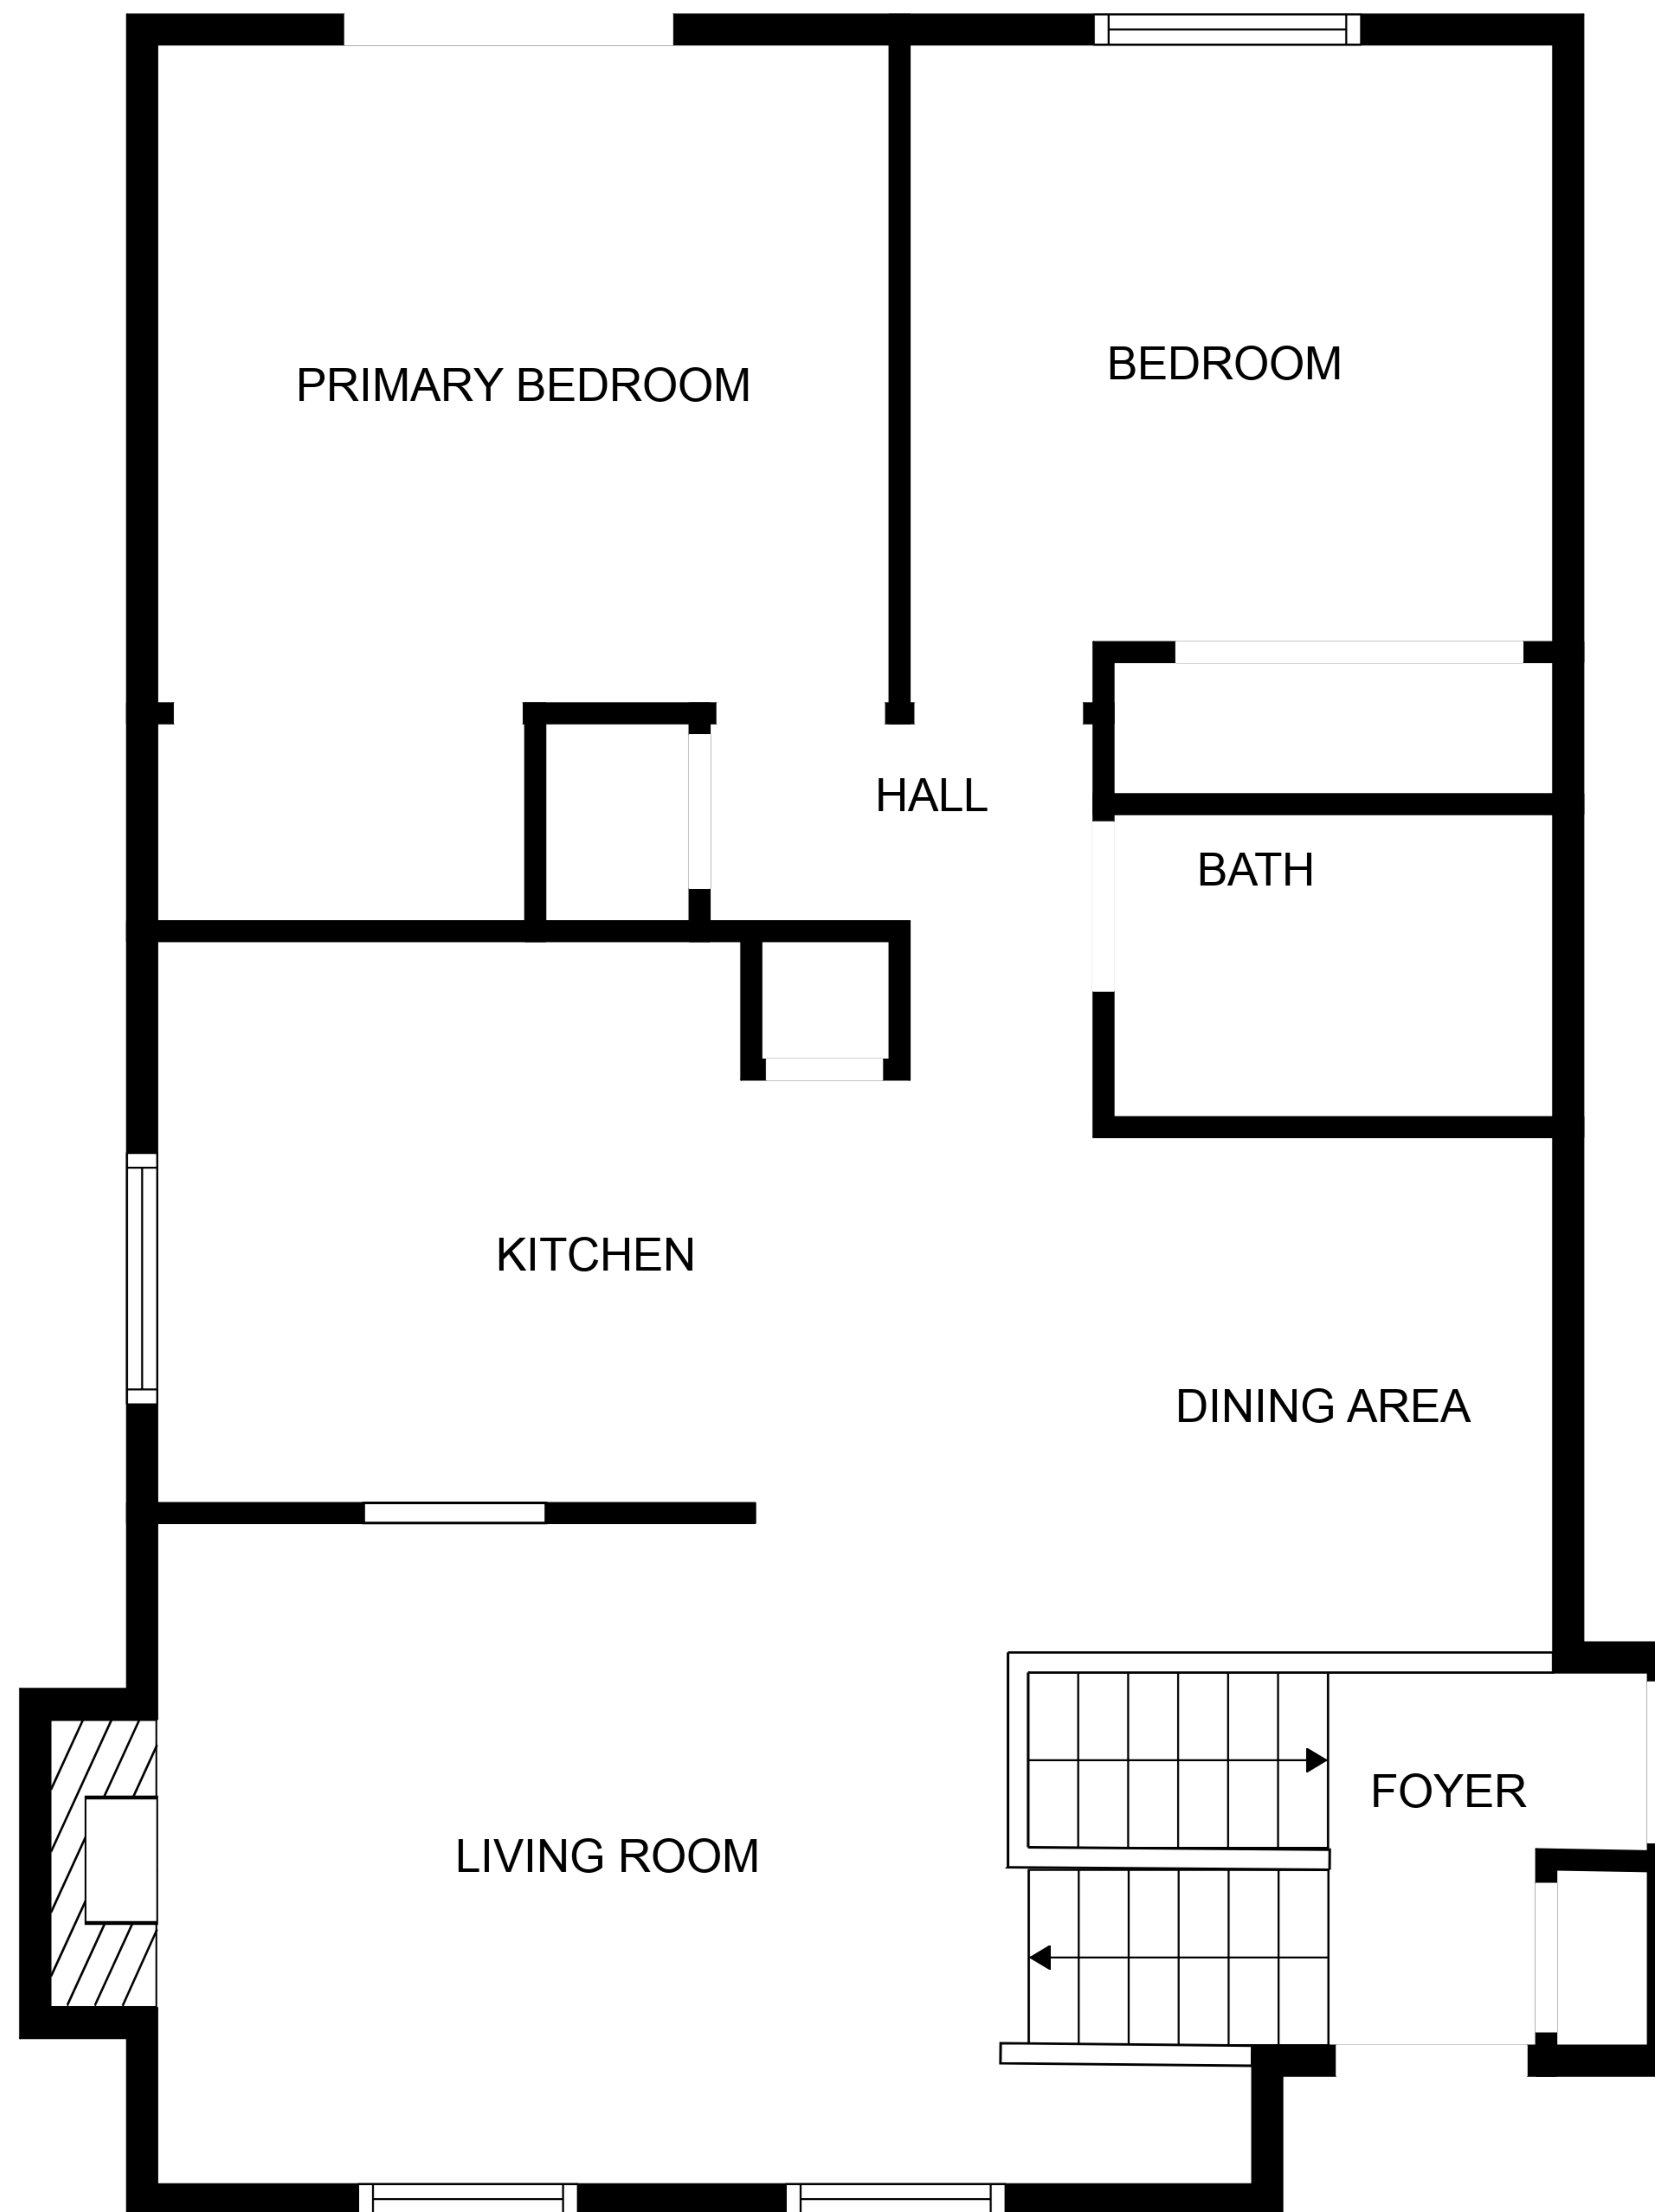 PRIMARY BEDROOM
BEDROOM
HALL
BATH
KITCHEN
DINING AREA
FOYER
LIVING ROOM